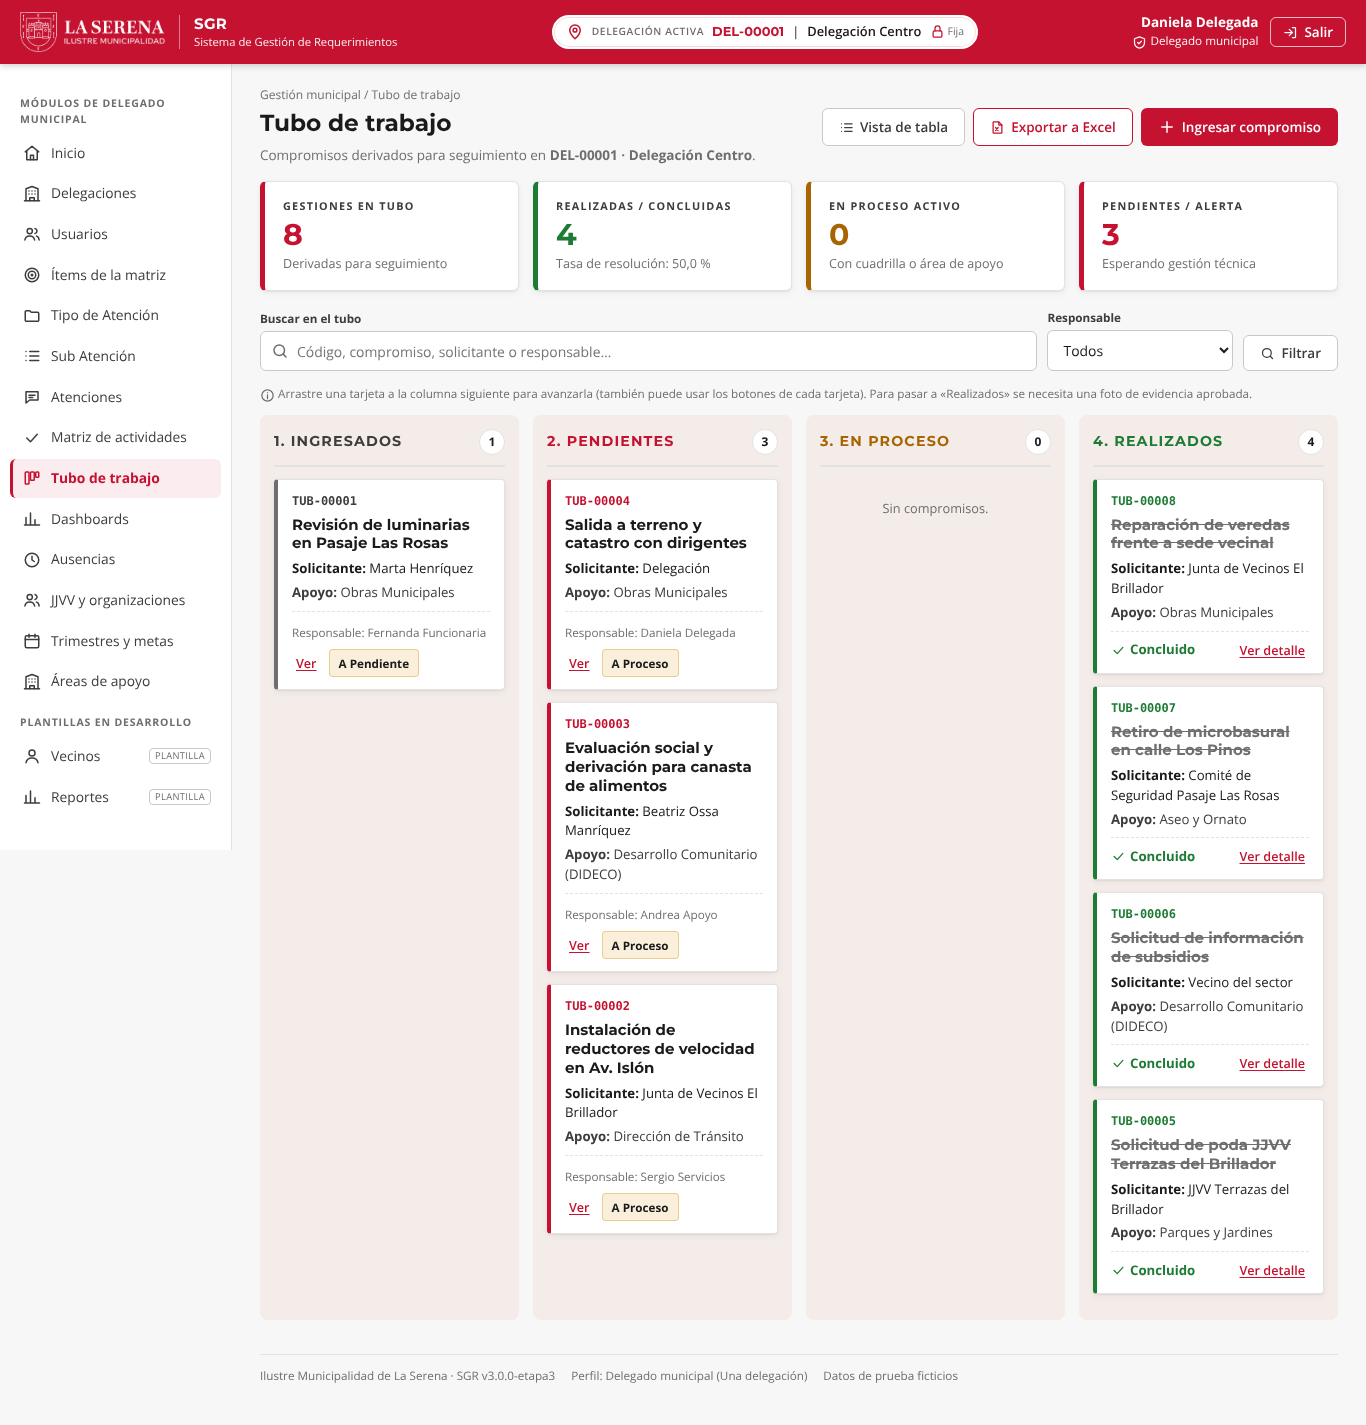 LA SERENA
ILUSTRE MUNICIPALIDAD
SGR
Sistema de Gestión de Requerimientos
DELEGACIÓN ACTIVA DEL-00001 | Delegación Centro Fija
Daniela Delegada
Delegado municipal
Salir
MÓDULOS DE DELEGADO
MUNICIPAL
Inicio
Delegaciones
Usuarios
Ítems de la matriz
Tipo de Atención
Sub Atención
Atenciones
Matriz de actividades
Tubo de trabajo
Dashboards
Ausencias
JJVV y organizaciones
Trimestres y metas
Áreas de apoyo
PLANTILLAS EN DESARROLLO
Vecinos PLANTILLA
Reportes PLANTILLA
Gestión municipal / Tubo de trabajo
Tubo de trabajo
Compromisos derivados para seguimiento en DEL-00001 · Delegación Centro.
Vista de tabla
Exportar a Excel
Ingresar compromiso
GESTIONES EN TUBO
8
Derivadas para seguimiento
REALIZADAS / CONCLUIDAS
4
Tasa de resolución: 50,0 %
EN PROCESO ACTIVO
0
Con cuadrilla o área de apoyo
PENDIENTES / ALERTA
3
Esperando gestión técnica
Buscar en el tubo
Código, compromiso, solicitante o responsable...
Responsable
Todos
Filtrar
Arrastre una tarjeta a la columna siguiente para avanzarla (también puede usar los botones de cada tarjeta). Para pasar a «Realizados» se necesita una foto de evidencia aprobada.
1. INGRESADOS 1
TUB-00001
Revisión de luminarias
en Pasaje Las Rosas
Solicitante: Marta Henríquez
Apoyo: Obras Municipales
Responsable: Fernanda Funcionaria
Ver A Pendiente
2. PENDIENTES 3
TUB-00004
Salida a terreno y
catastro con dirigentes
Solicitante: Delegación
Apoyo: Obras Municipales
Responsable: Daniela Delegada
Ver A Proceso
TUB-00003
Evaluación social y
derivación para canasta
de alimentos
Solicitante: Beatriz Ossa
Manríquez
Apoyo: Desarrollo Comunitario
(DIDECO)
Responsable: Andrea Apoyo
Ver A Proceso
TUB-00002
Instalación de
reductores de velocidad
en Av. Islón
Solicitante: Junta de Vecinos El
Brillador
Apoyo: Dirección de Tránsito
Responsable: Sergio Servicios
Ver A Proceso
3. EN PROCESO 0
Sin compromisos.
4. REALIZADOS 4
TUB-00008
Reparación de veredas
frente a sede vecinal
Solicitante: Junta de Vecinos El
Brillador
Apoyo: Obras Municipales
Concluido Ver detalle
TUB-00007
Retiro de microbasural
en calle Los Pinos
Solicitante: Comité de
Seguridad Pasaje Las Rosas
Apoyo: Aseo y Ornato
Concluido Ver detalle
TUB-00006
Solicitud de información
de subsidios
Solicitante: Vecino del sector
Apoyo: Desarrollo Comunitario
(DIDECO)
Concluido Ver detalle
TUB-00005
Solicitud de poda JJVV
Terrazas del Brillador
Solicitante: JJVV Terrazas del
Brillador
Apoyo: Parques y Jardines
Concluido Ver detalle
Ilustre Municipalidad de La Serena · SGR v3.0.0-etapa3 Perfil: Delegado municipal (Una delegación) Datos de prueba ficticios